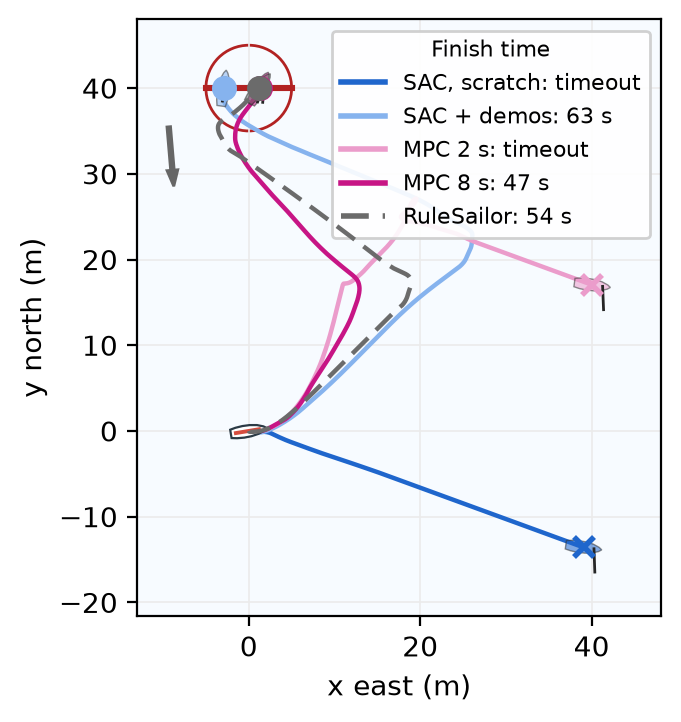 Finish time
SAC, scratch: timeout
SAC + demos: 63 s
MPC 2 s: timeout
MPC 8 s: 47 s
RuleSailor: 54 s
40
30
20
10
0
−10
−20
y north (m)
0
20
40
x east (m)